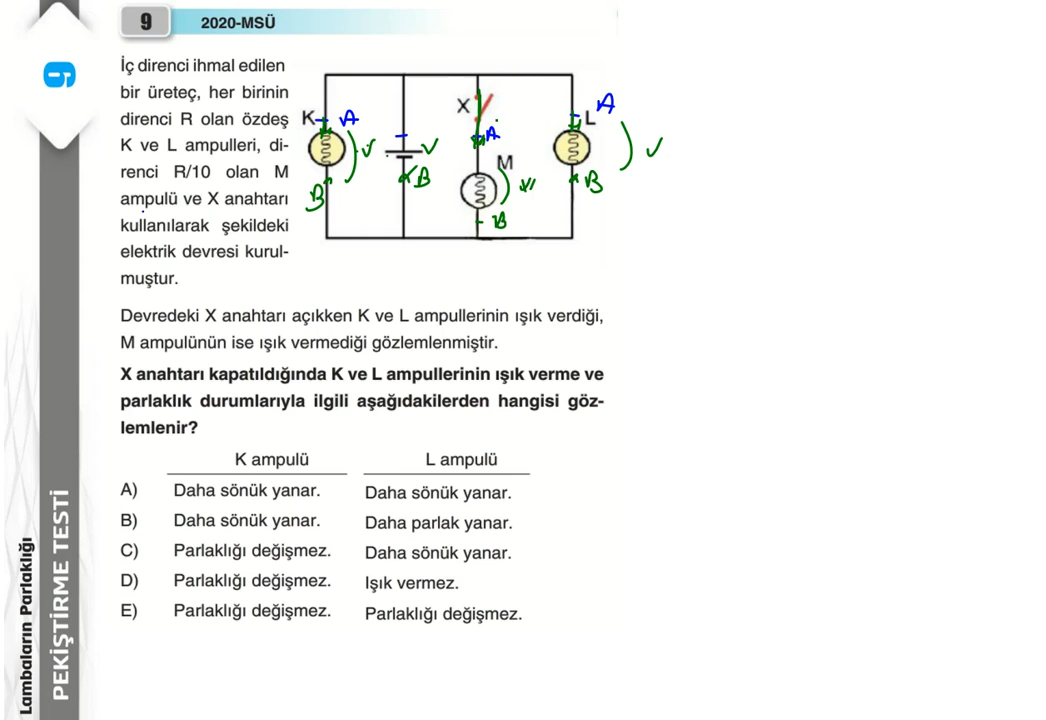 9
2020-MSÜ
9
İç direnci ihmal edilen
bir üreteç, her birinin
direnci R olan özdeş
K ve L ampulleri, di-
renci R/10 olan M
ampulü ve X anahtarı
kullanılarak şekildeki
elektrik devresi kurul-
muştur.
K A V B
V B
X A M V B
L A V B
Devredeki X anahtarı açıkken K ve L ampullerinin ışık verdiği,
M ampulünün ise ışık vermediği gözlemlenmiştir.
X anahtarı kapatıldığında K ve L ampullerinin ışık verme ve
parlaklık durumlarıyla ilgili aşağıdakilerden hangisi göz-
lemlenir?
K ampulü L ampulü
A) Daha sönük yanar. Daha sönük yanar.
B) Daha sönük yanar. Daha parlak yanar.
C) Parlaklığı değişmez. Daha sönük yanar.
D) Parlaklığı değişmez. Işık vermez.
E) Parlaklığı değişmez. Parlaklığı değişmez.
Lambaların Parlaklığı
PEKİŞTİRME TESTİ